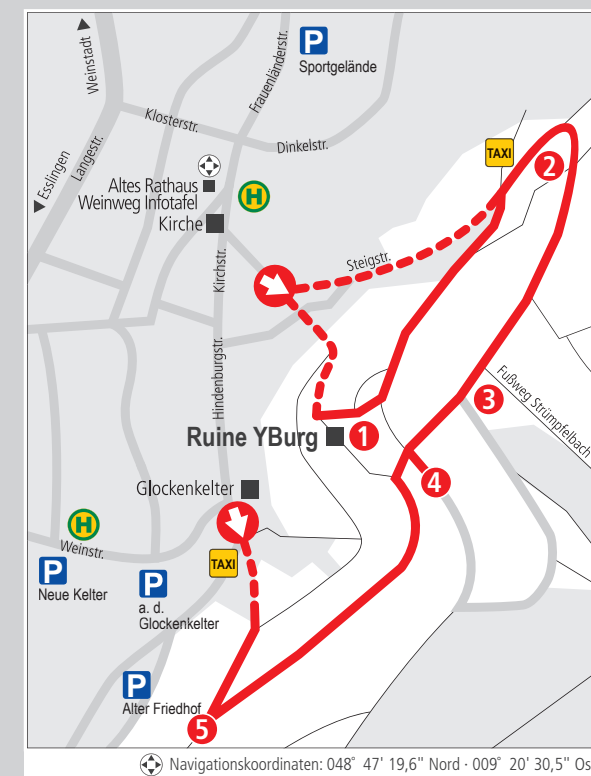 P
Sportgelände
Weinstadt
Frauenländerstr.
Klosterstr.
Dinkelstr.
Esslingen
Langestr.
TAXI
2
Altes Rathaus
Weinweg Infotafel
H
Kirche
Kirchstr.
Steigstr.
Hindenburgstr.
Fußweg Strümpfelbach
3
Ruine YBurg
1
4
Glockenkelter
H
Weinstr.
TAXI
P
Neue Kelter
P
a. d.
Glockenkelter
P
Alter Friedhof
5
Navigationskoordinaten: 048° 47' 19,6" Nord · 009° 20' 30,5" Os